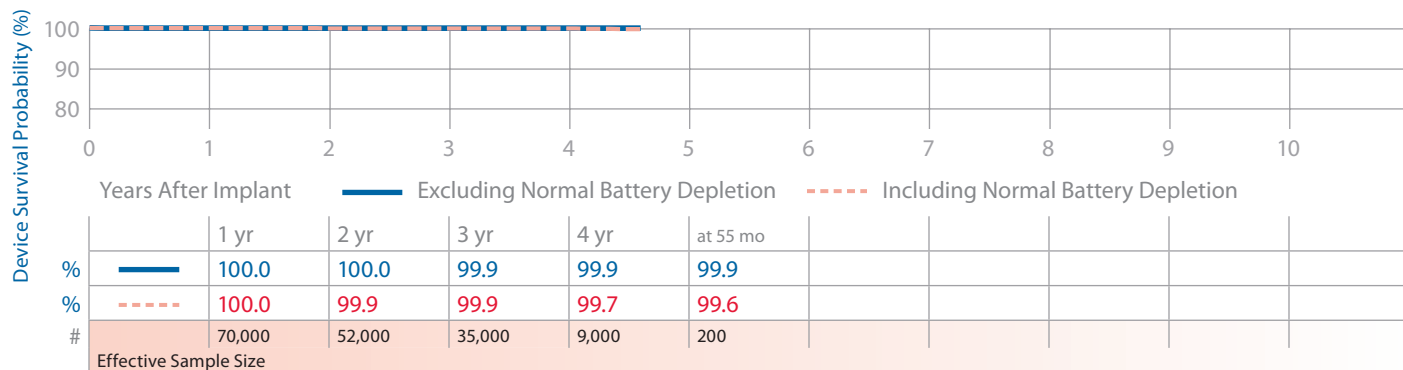 Device Survival Probability (%)
100
90
80
0 1 2 3 4 5 6 7 8 9 10
Years After Implant Excluding Normal Battery Depletion Including Normal Battery Depletion
1 yr 2 yr 3 yr 4 yr at 55 mo
% 100.0 100.0 99.9 99.9 99.9
% 100.0 99.9 99.9 99.7 99.6
# 70,000 52,000 35,000 9,000 200
Effective Sample Size